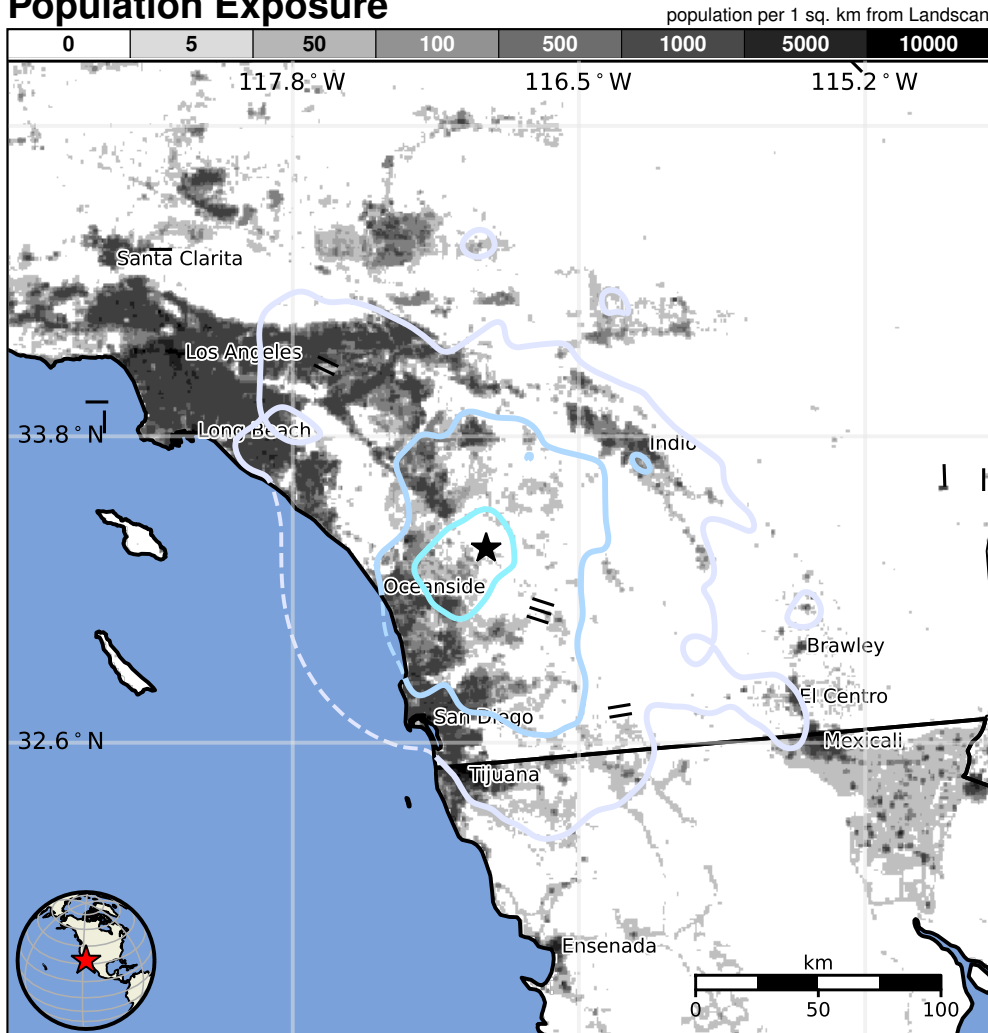 Population Exposure
population per 1 sq. km from Landscan
0 5 50 100 500 1000 5000 10000
117.8°W 116.5°W 115.2°W
Santa Clarita
Los Angeles
Long Beach
33.8°N
Indio
Oceanside
Brawley
El Centro
San Diego
32.6°N
Mexicali
Tijuana
Ensenada
km
0 50 100